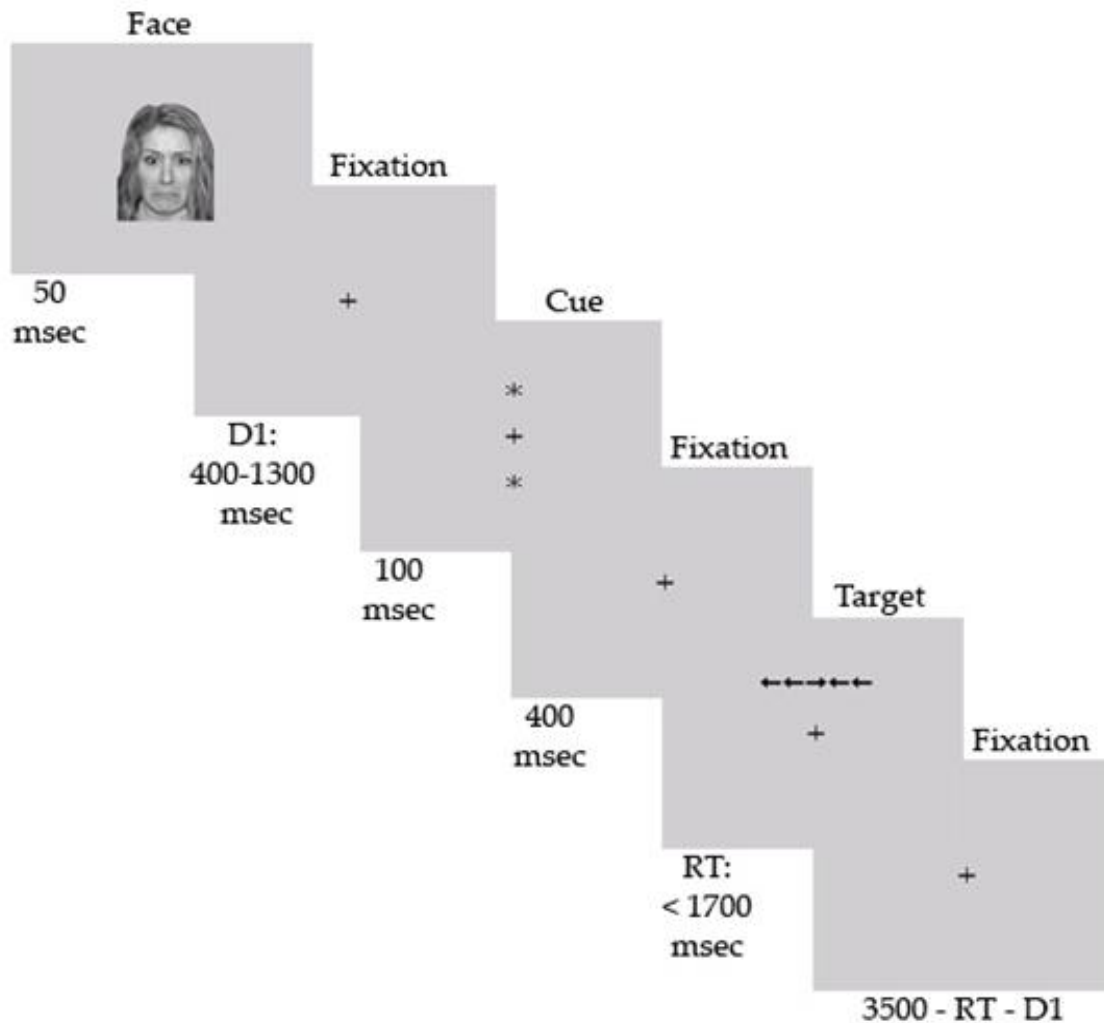 Face
50
msec
Fixation
+
D1:
400-1300
msec
Cue
*
+
*
100
msec
Fixation
+
400
msec
Target
←←→←←
+
RT:
< 1700
msec
Fixation
+
3500 - RT - D1